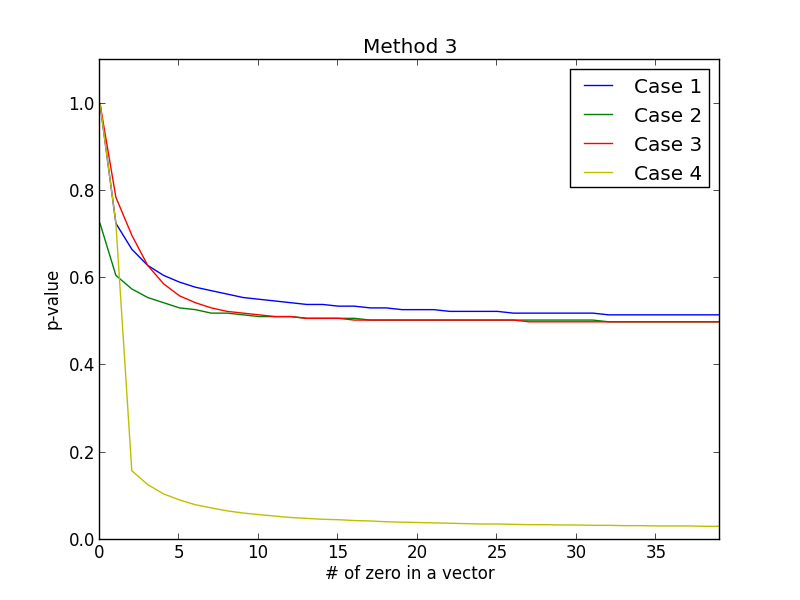 Method 3
Case 1
Case 2
Case 3
Case 4
p-value
1.0
0.8
0.6
0.4
0.2
0.0
0 5 10 15 20 25 30 35
# of zero in a vector